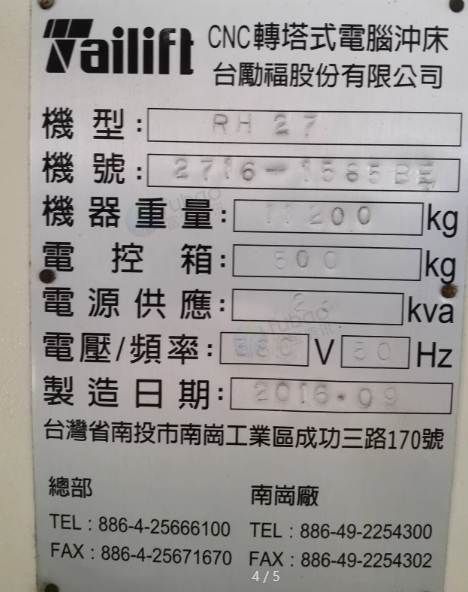 Tailift CNC轉塔式電腦沖床
台勵福股份有限公司
機型: RH 27
機號: 2716-1585BE
機器重量: 11200 kg
電控箱: 500 kg
電源供應: kva
電壓/頻率: 380 V 50 Hz
製造日期: 2016.09
台灣省南投市南崗工業區成功三路170號
總部 南崗廠
TEL : 886-4-25666100 TEL : 886-49-2254300
FAX : 886-4-25671670 FAX : 886-49-2254302
4 / 5